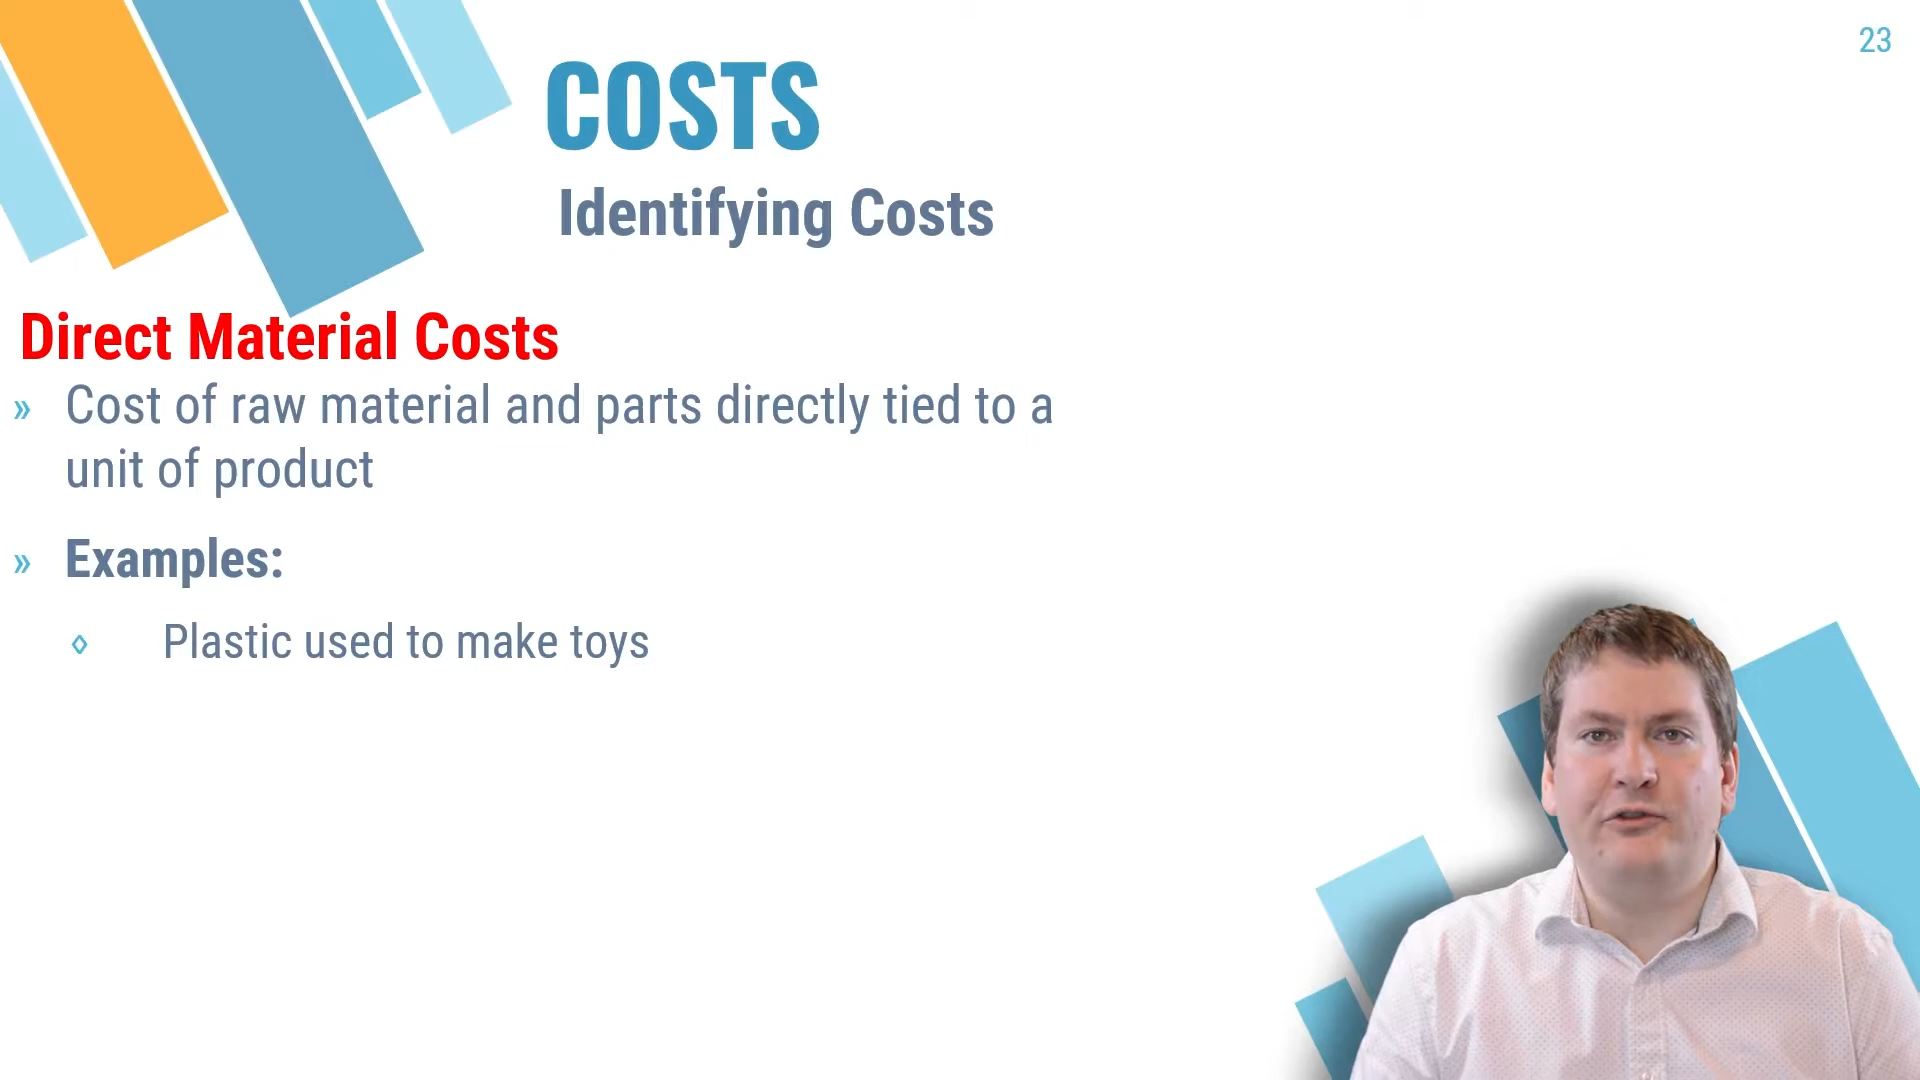 23
COSTS
Identifying Costs
Direct Material Costs
» Cost of raw material and parts directly tied to a
unit of product
» Examples:
◊ Plastic used to make toys